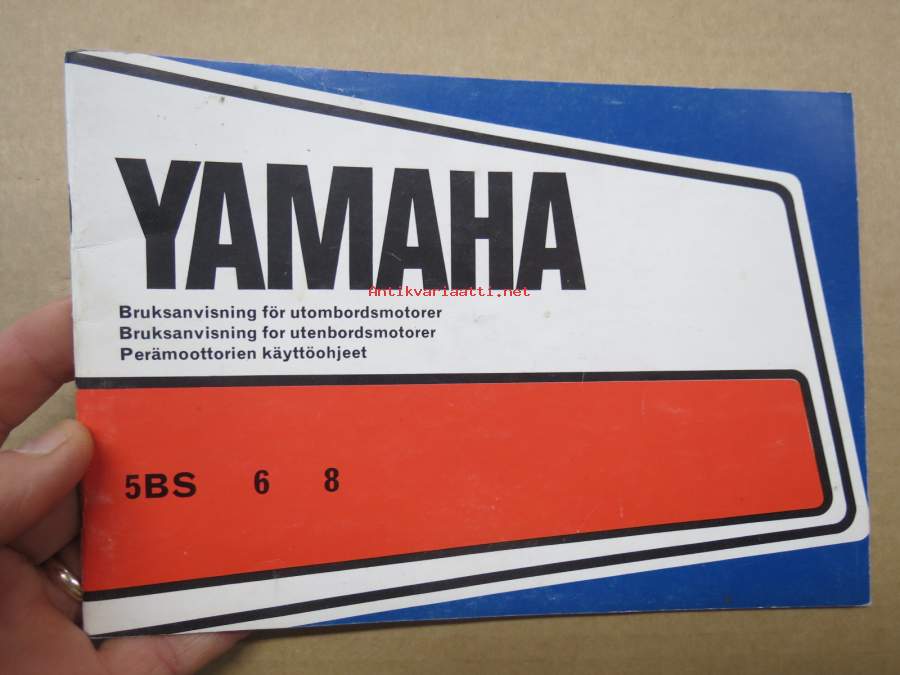 YAMAHA
Antikvariaatti.net
Bruksanvisning för utombordsmotorer
Bruksanvisning for utenbordsmotorer
Perämoottorien käyttöohjeet
5BS 6 8